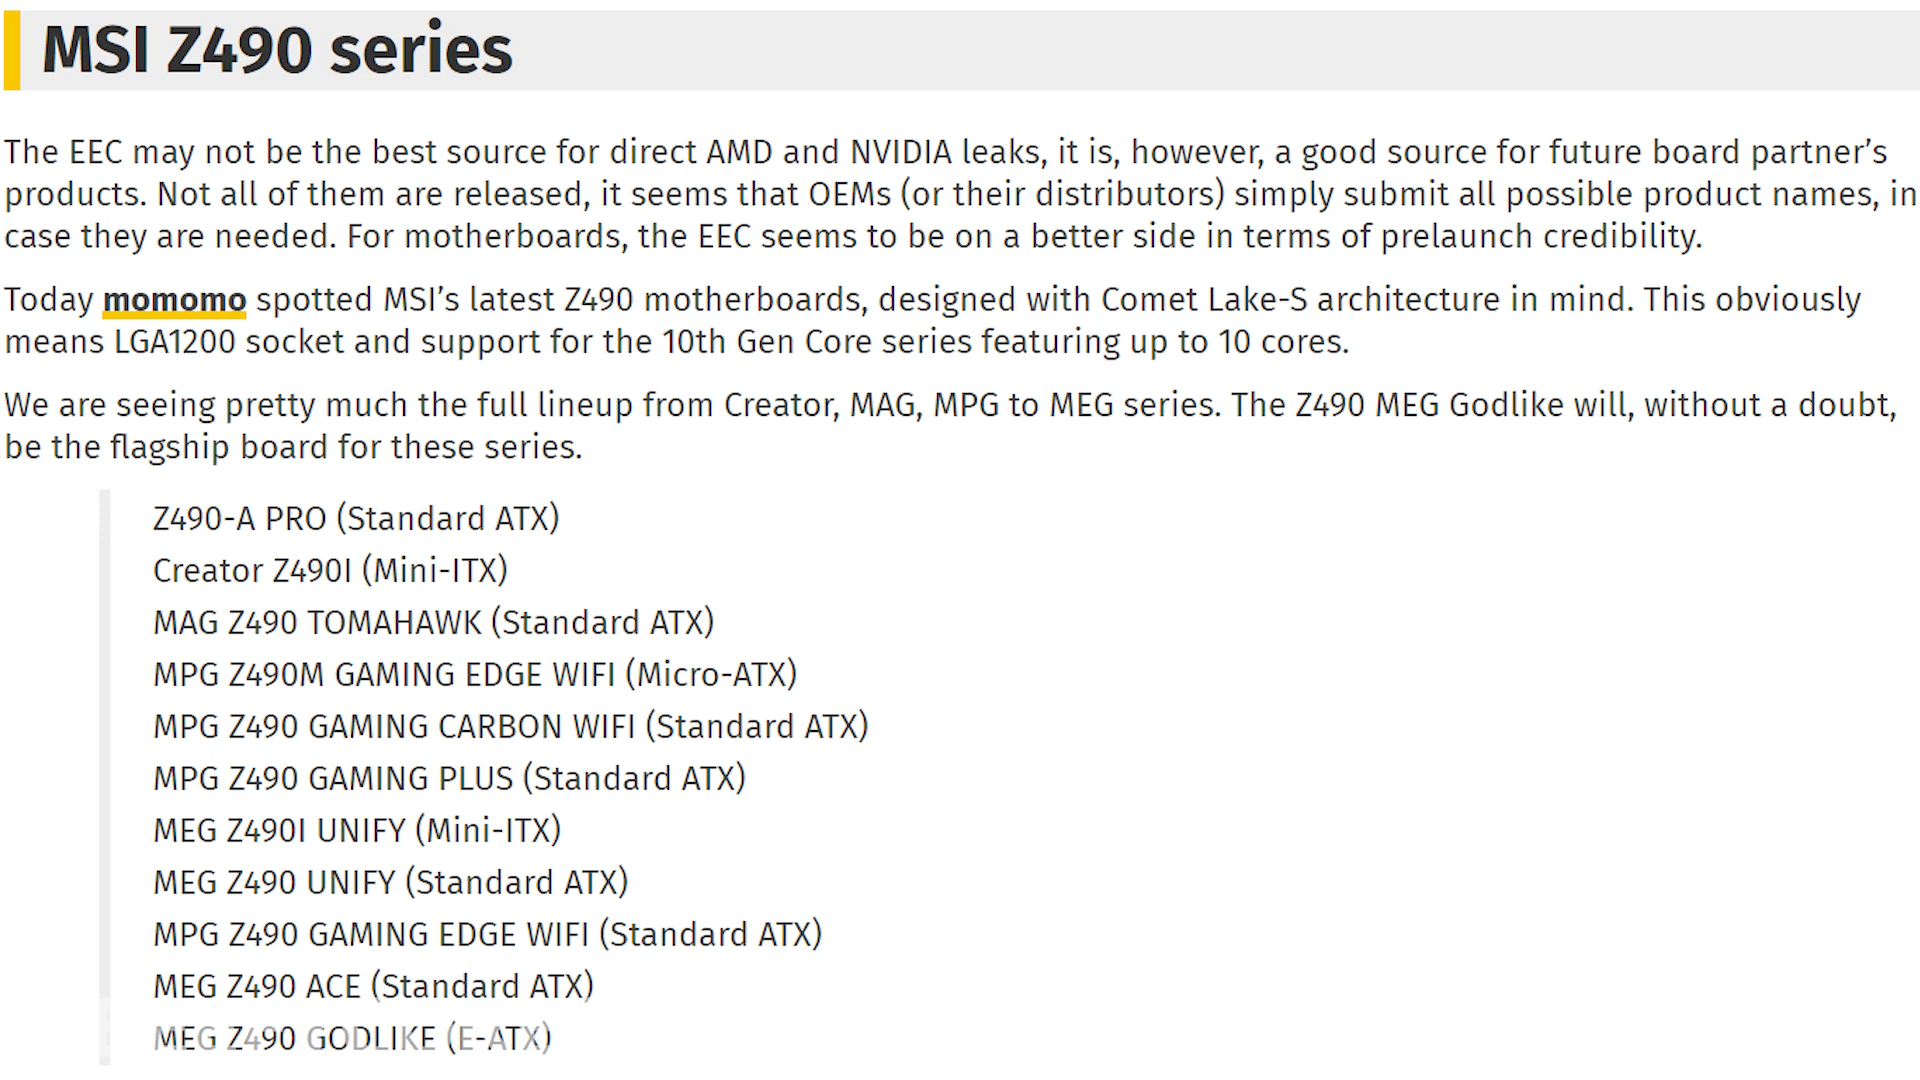 MSI Z490 series
The EEC may not be the best source for direct AMD and NVIDIA leaks, it is, however, a good source for future board partner’s
products. Not all of them are released, it seems that OEMs (or their distributors) simply submit all possible product names, in
case they are needed. For motherboards, the EEC seems to be on a better side in terms of prelaunch credibility.
Today momomo spotted MSI’s latest Z490 motherboards, designed with Comet Lake-S architecture in mind. This obviously
means LGA1200 socket and support for the 10th Gen Core series featuring up to 10 cores.
We are seeing pretty much the full lineup from Creator, MAG, MPG to MEG series. The Z490 MEG Godlike will, without a doubt,
be the flagship board for these series.
Z490-A PRO (Standard ATX)
Creator Z490I (Mini-ITX)
MAG Z490 TOMAHAWK (Standard ATX)
MPG Z490M GAMING EDGE WIFI (Micro-ATX)
MPG Z490 GAMING CARBON WIFI (Standard ATX)
MPG Z490 GAMING PLUS (Standard ATX)
MEG Z490I UNIFY (Mini-ITX)
MEG Z490 UNIFY (Standard ATX)
MPG Z490 GAMING EDGE WIFI (Standard ATX)
MEG Z490 ACE (Standard ATX)
MEG Z490 GODLIKE (E-ATX)